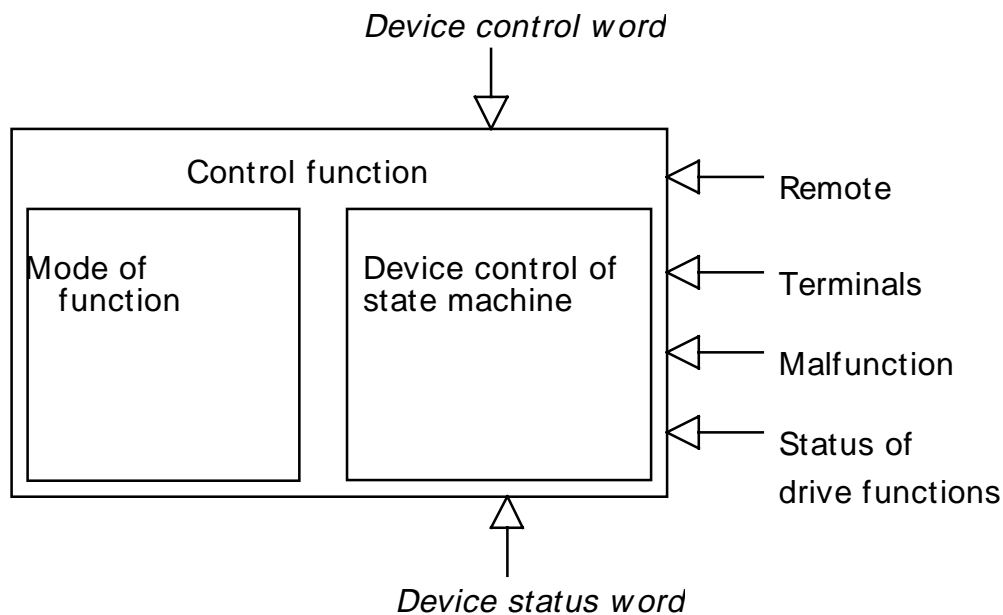 Device control word
Control function
Remote
Mode of
function
Device control of
state machine
Terminals
Malfunction
Status of
drive functions
Device status word